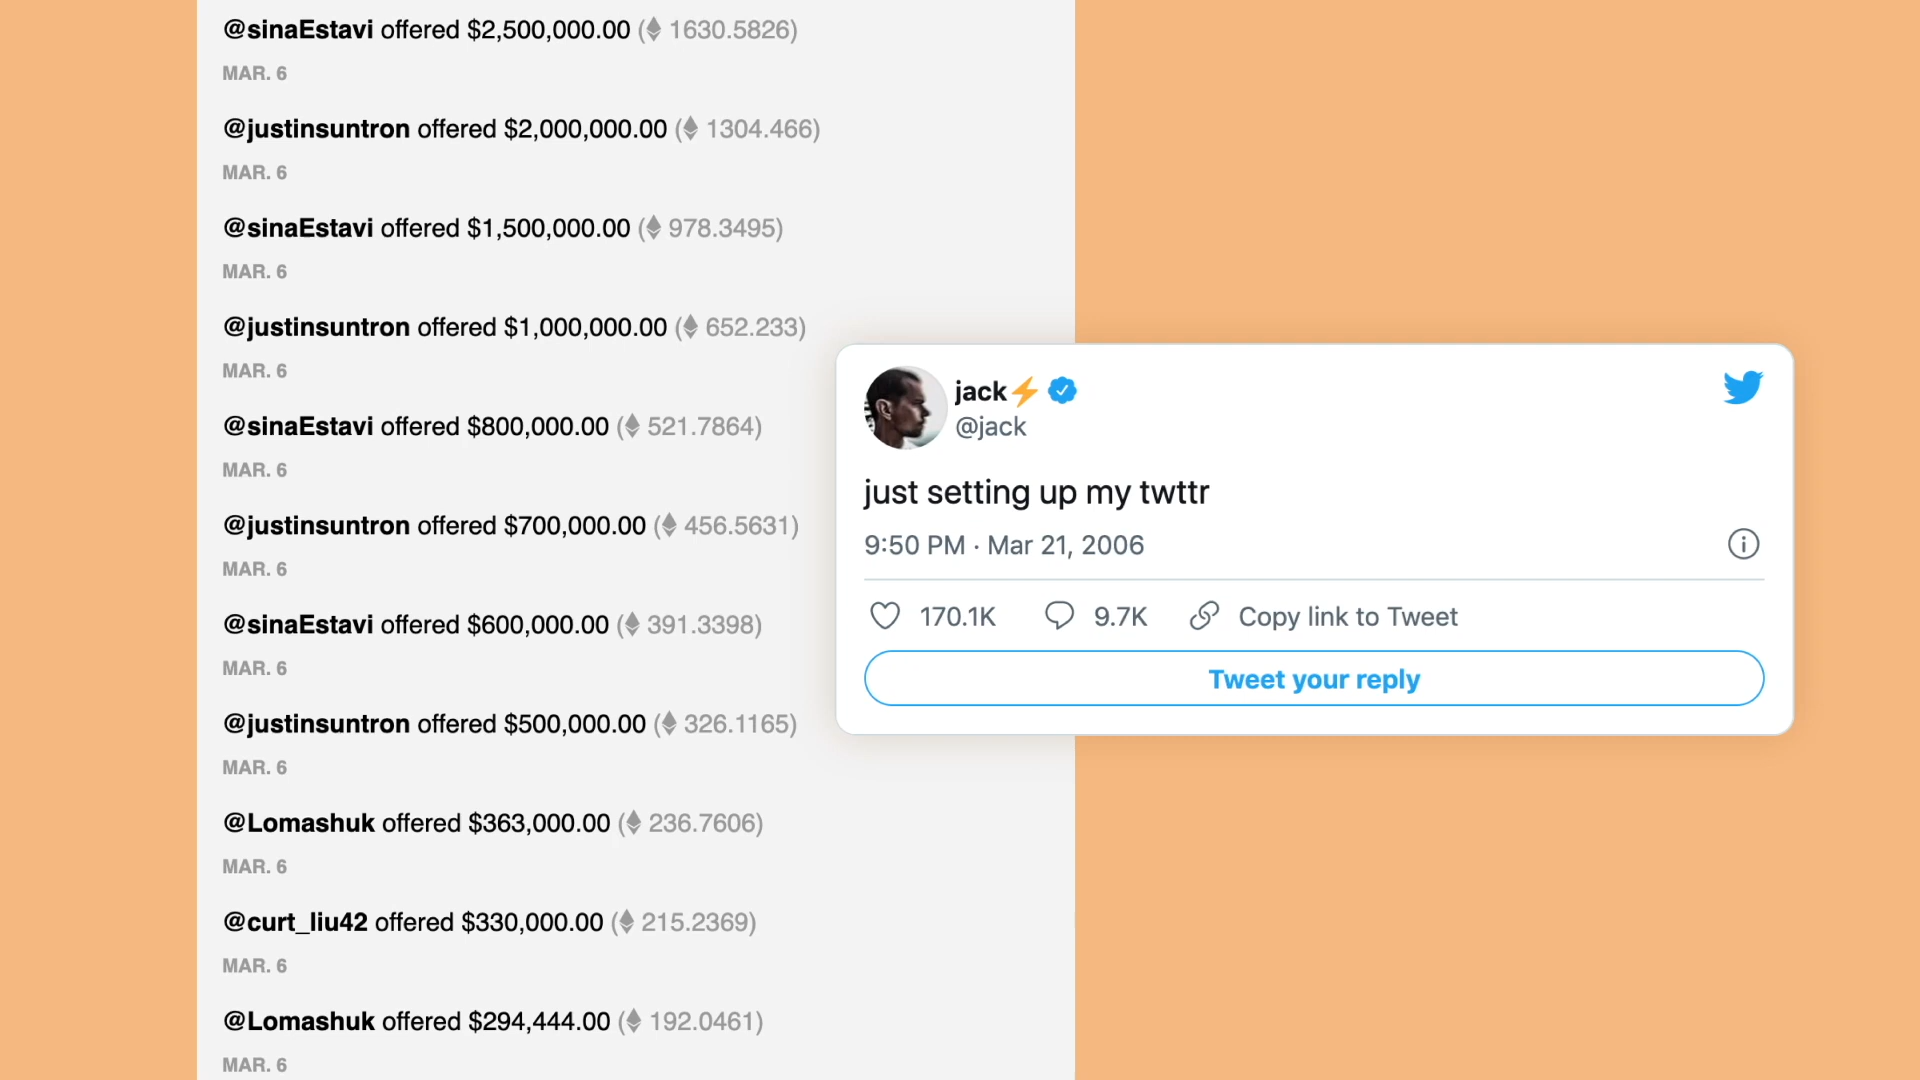 @sinaEstavi offered $2,500,000.00 (1630.5826)
MAR. 6
@justinsuntron offered $2,000,000.00 (1304.466)
MAR. 6
@sinaEstavi offered $1,500,000.00 (978.3495)
MAR. 6
@justinsuntron offered $1,000,000.00 (652.233)
MAR. 6
@sinaEstavi offered $800,000.00 (521.7864)
MAR. 6
@justinsuntron offered $700,000.00 (456.5631)
MAR. 6
@sinaEstavi offered $600,000.00 (391.3398)
MAR. 6
@justinsuntron offered $500,000.00 (326.1165)
MAR. 6
@Lomashuk offered $363,000.00 (236.7606)
MAR. 6
@curt_liu42 offered $330,000.00 (215.2369)
MAR. 6
@Lomashuk offered $294,444.00 (192.0461)
MAR. 6
jack⚡
@jack
just setting up my twttr
9:50 PM · Mar 21, 2006
170.1K 9.7K Copy link to Tweet
Tweet your reply